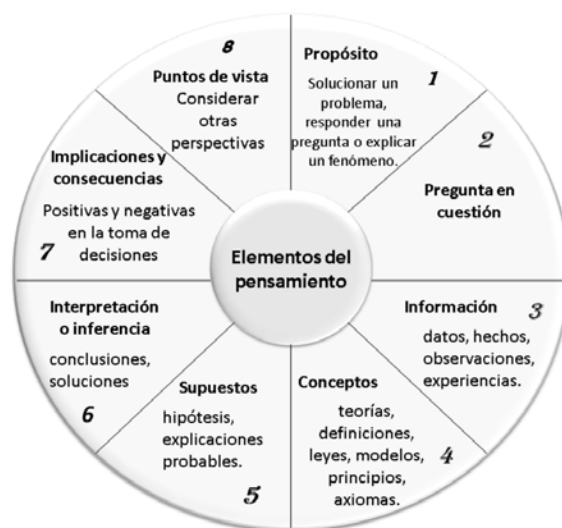 1
Propósito
Solucionar un
problema,
responder una
pregunta o explicar
un fenómeno.
2
Pregunta en
cuestión
3
Información
datos, hechos,
observaciones,
experiencias.
Conceptos
teorías,
definiciones,
leyes, modelos,
principios,
axiomas.
4
Supuestos
hipótesis,
explicaciones
probables.
5
Interpretación
o inferencia
conclusiones,
soluciones
6
Implicaciones y
consecuencias
Positivas y negativas
en la toma de
decisiones
7
8
Puntos de vista
Considerar
otras
perspectivas
Elementos del
pensamiento